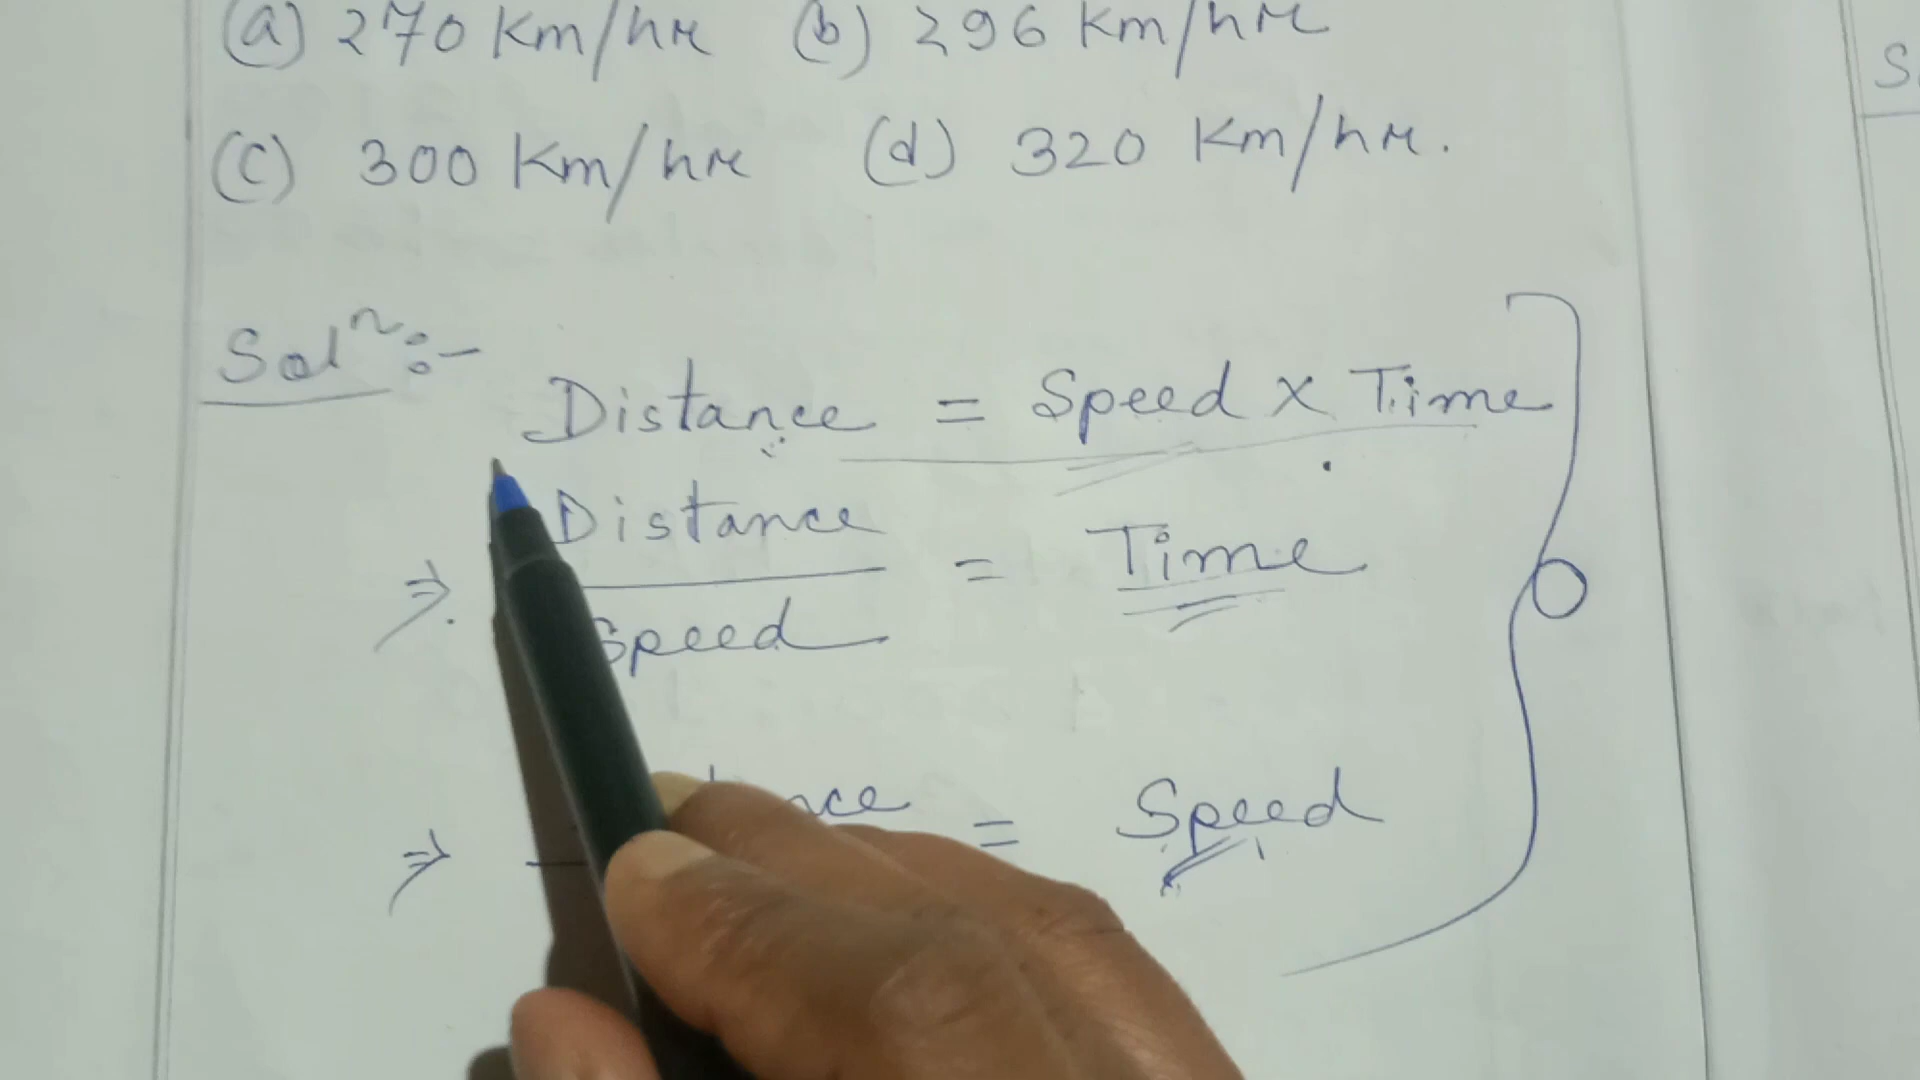 (a) 270 Km/hr (b) 296 Km/hr
(c) 300 Km/hr (d) 320 Km/hr.
Solⁿ :-
Distance = Speed × Time
⇒ Distance / Speed = Time
⇒ = Speed